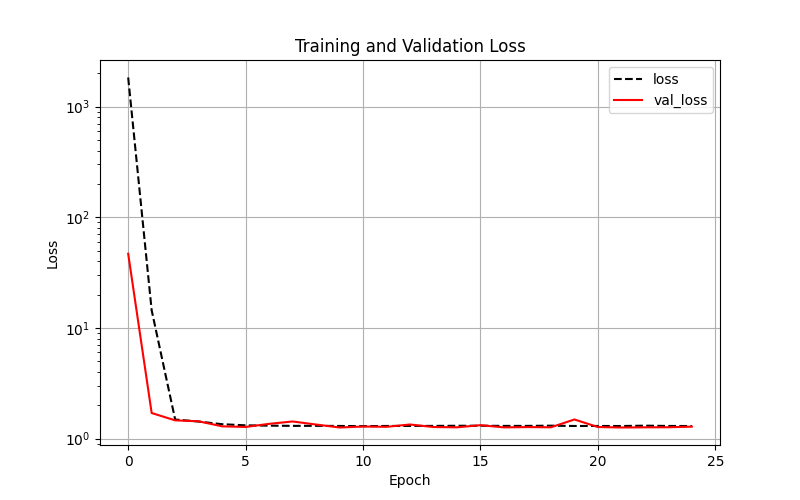 Training and Validation Loss
loss
val_loss
10³
10²
10¹
10⁰
Loss
0 5 10 15 20 25
Epoch